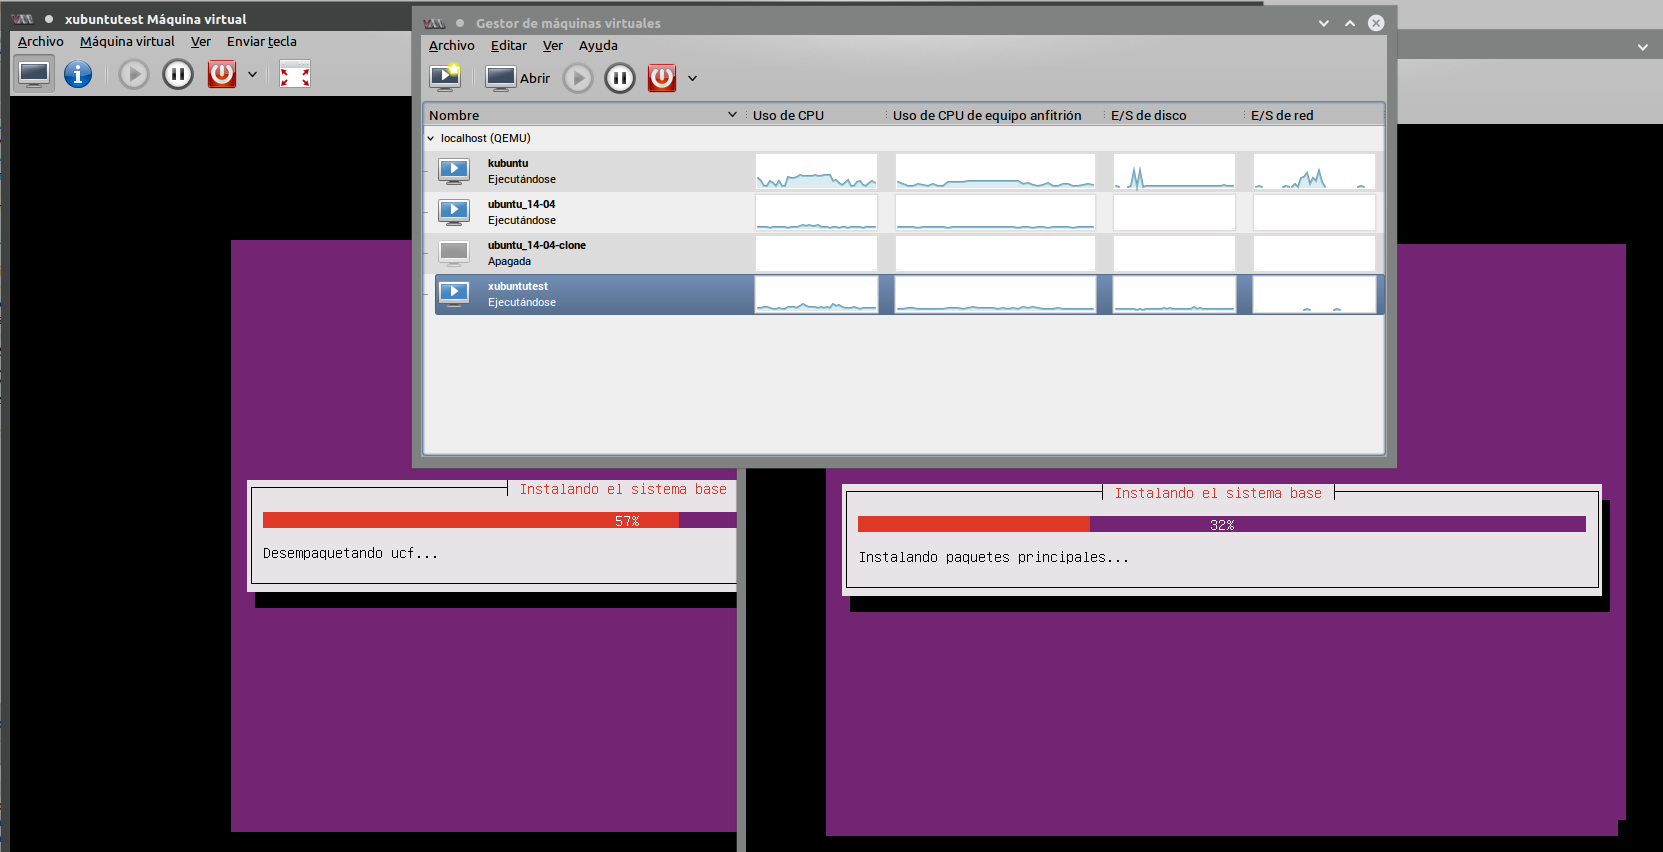 xubuntutest Máquina virtual
Archivo Máquina virtual Ver Enviar tecla
Gestor de máquinas virtuales
Archivo Editar Ver Ayuda
Abrir
Nombre Uso de CPU Uso de CPU de equipo anfitrión E/S de disco E/S de red
localhost (QEMU)
kubuntu
Ejecutándose
ubuntu_14-04
Ejecutándose
ubuntu_14-04-clone
Apagada
xubuntutest
Ejecutándose
Instalando el sistema base
57%
Desempaquetando ucf...
Instalando el sistema base
32%
Instalando paquetes principales...